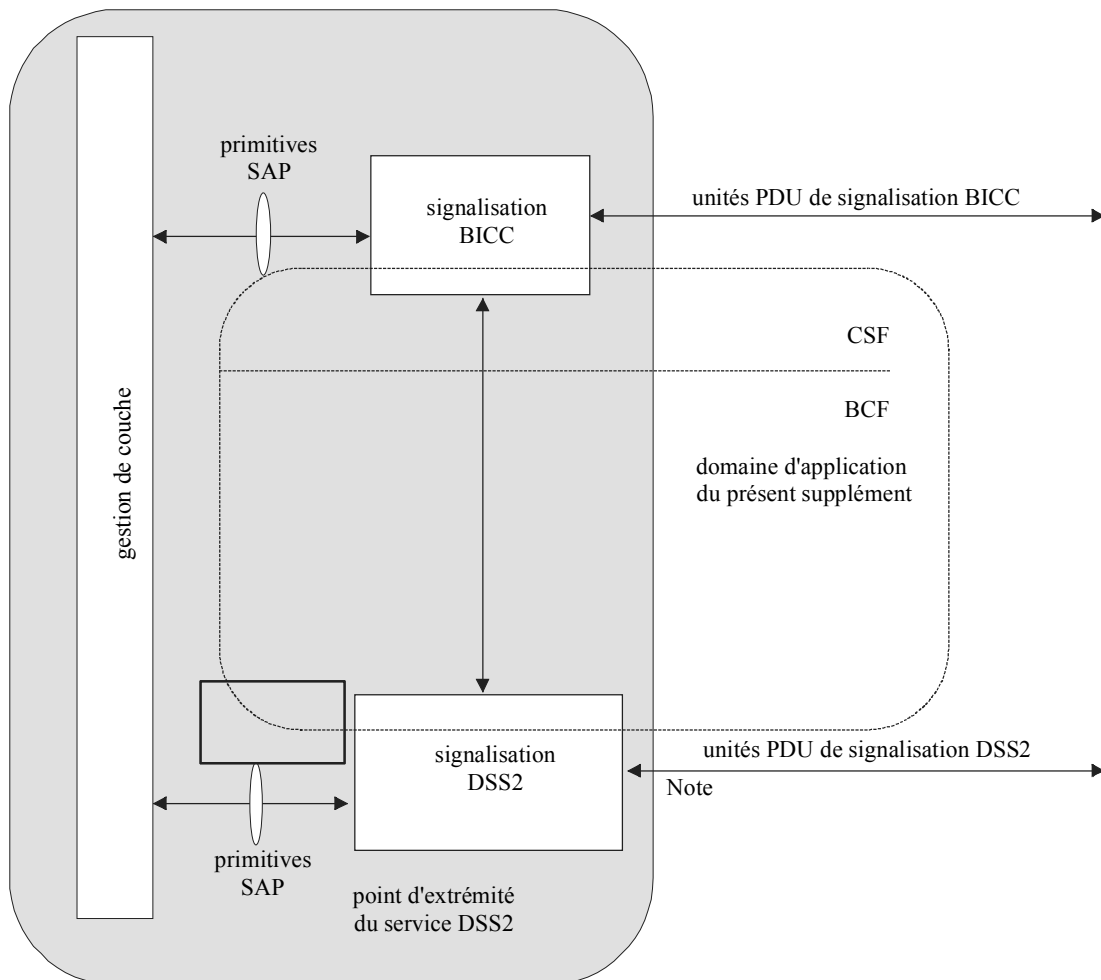 primitives
SAP
signalisation
BICC
unités PDU de signalisation BICC
CSF
BCF
gestion de couche
domaine d'application
du présent supplément
signalisation
DSS2
unités PDU de signalisation DSS2
Note
primitives
SAP
point d'extrémité
du service DSS2